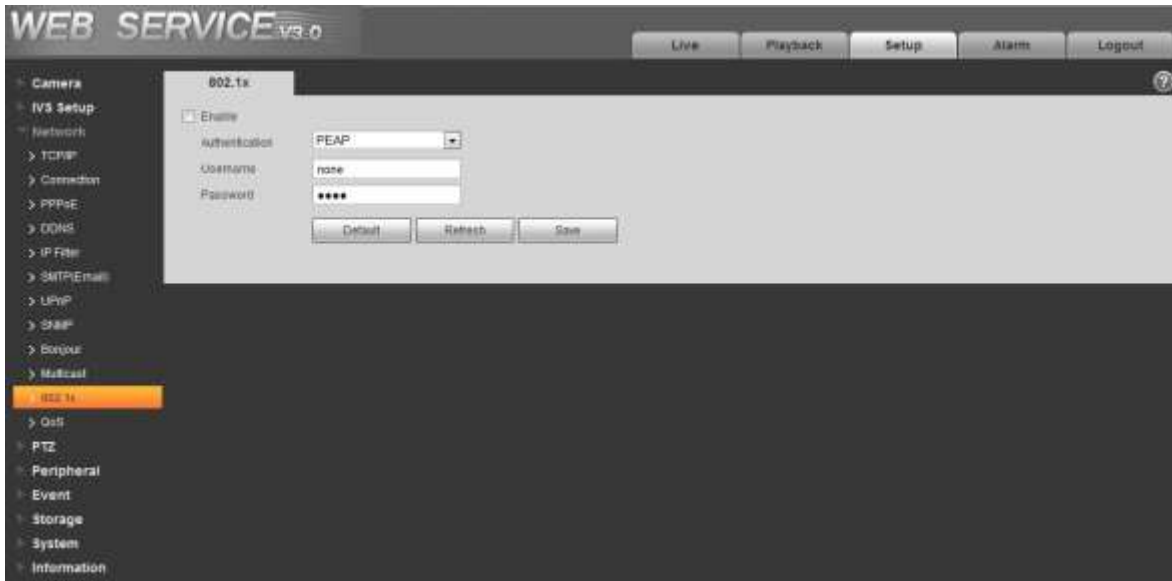 WEB SERVICE V3.0
Live
Playback
Setup
Alarm
Logout
Camera
IVS Setup
Network
> TCP/IP
> Connection
> PPPoE
> DDNS
> IP Filter
> SMTP(Email)
> UPnP
> SNMP
> Bonjour
> Multicast
> 802.1x
> QoS
PTZ
Peripheral
Event
Storage
System
Information
802.1x
?
Enable
Authentication
PEAP
Username
none
Password
●●●●
Default
Refresh
Save